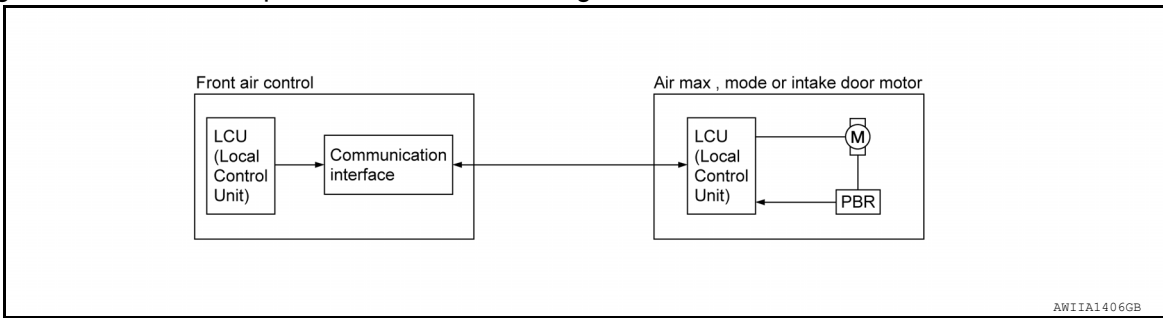 Front air control
Air max , mode or intake door motor
LCU
(Local
Control
Unit)
Communication
interface
LCU
(Local
Control
Unit)
M
PBR
AWIIA1406GB